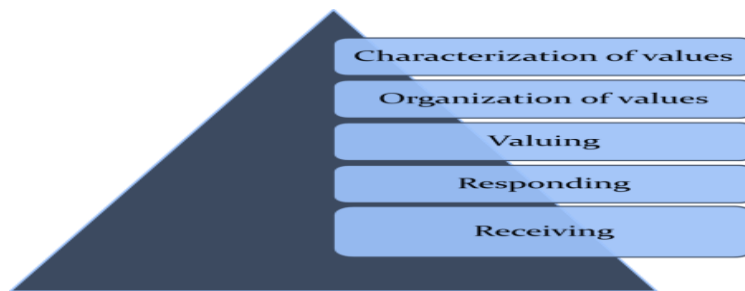 Characterization of values
Organization of values
Valuing
Responding
Receiving